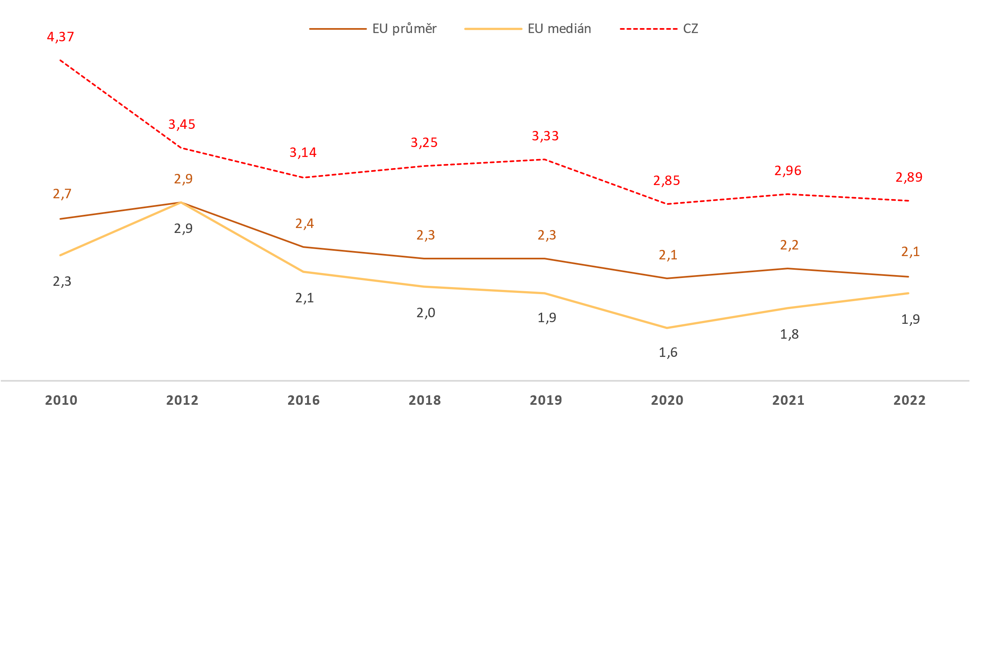 EU průměr EU medián CZ
4,37 3,45 3,14 3,25 3,33 2,85 2,96 2,89
2,7 2,9 2,4 2,3 2,3 2,1 2,2 2,1
2,3 2,9 2,1 2,0 1,9 1,6 1,8 1,9
2010 2012 2016 2018 2019 2020 2021 2022